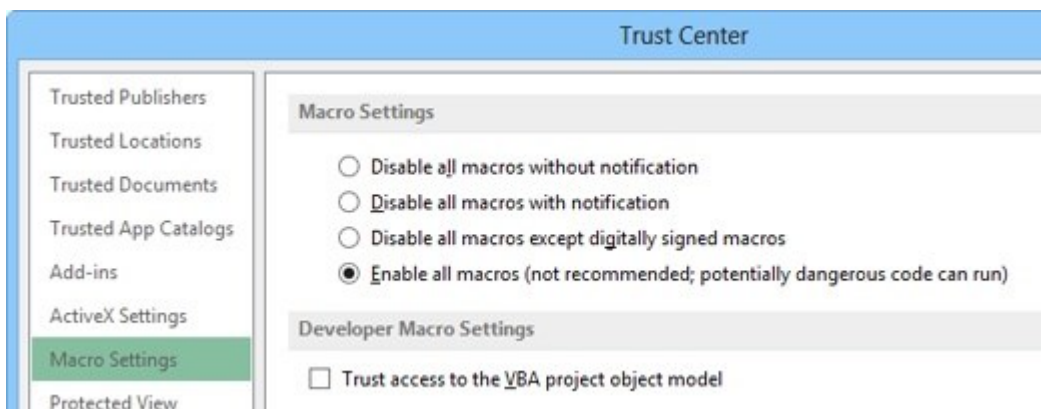 Trust Center
Trusted Publishers
Trusted Locations
Trusted Documents
Trusted App Catalogs
Add-ins
ActiveX Settings
Macro Settings
Protected View
Macro Settings
Disable all macros without notification
Disable all macros with notification
Disable all macros except digitally signed macros
Enable all macros (not recommended; potentially dangerous code can run)
Developer Macro Settings
Trust access to the VBA project object model